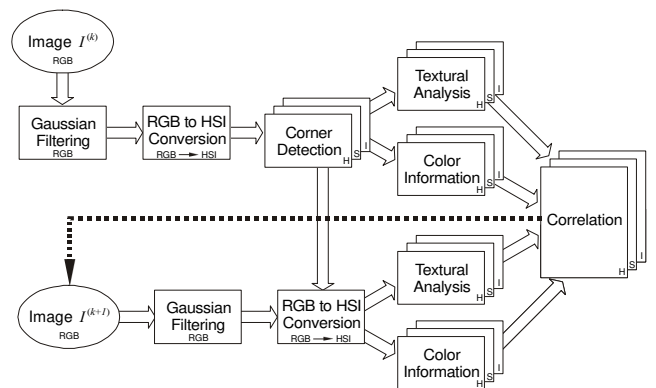 Image I^(k)
RGB
Gaussian
Filtering
RGB
RGB to HSI
Conversion
RGB → HSI
Corner
Detection
H
S
I
Textural
Analysis
H
S
I
Color
Information
H
S
I
Correlation
H
S
I
Image I^(k+1)
RGB
Gaussian
Filtering
RGB
RGB to HSI
Conversion
RGB → HSI
Textural
Analysis
H
S
I
Color
Information
H
S
I